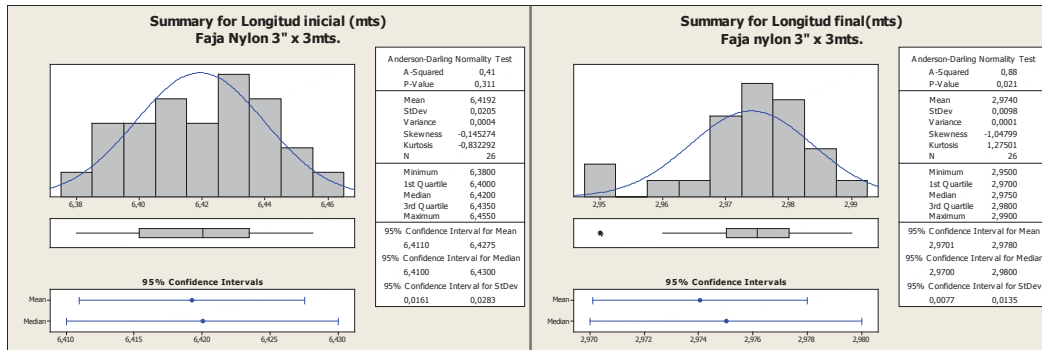 Summary for Longitud inicial (mts)
Faja Nylon 3" x 3mts.
Anderson-Darling Normality Test
A-Squared 0,41
P-Value 0,311
Mean 6,4192
StDev 0,0205
Variance 0,0004
Skewness -0,145274
Kurtosis -0,832292
N 26
Minimum 6,3800
1st Quartile 6,4000
Median 6,4200
3rd Quartile 6,4350
Maximum 6,4550
95% Confidence Interval for Mean
6,4110 6,4275
95% Confidence Interval for Median
6,4100 6,4300
95% Confidence Interval for StDev
0,0161 0,0283
6,38 6,40 6,42 6,44 6,46
95% Confidence Intervals
Mean
Median
6,410 6,415 6,420 6,425 6,430
Summary for Longitud final(mts)
Faja nylon 3" x 3mts.
Anderson-Darling Normality Test
A-Squared 0,88
P-Value 0,021
Mean 2,9740
StDev 0,0098
Variance 0,0001
Skewness -1,04799
Kurtosis 1,27501
N 26
Minimum 2,9500
1st Quartile 2,9700
Median 2,9750
3rd Quartile 2,9800
Maximum 2,9900
95% Confidence Interval for Mean
2,9701 2,9780
95% Confidence Interval for Median
2,9700 2,9800
95% Confidence Interval for StDev
0,0077 0,0135
2,95 2,96 2,97 2,98 2,99
95% Confidence Intervals
Mean
Median
2,970 2,972 2,974 2,976 2,978 2,980